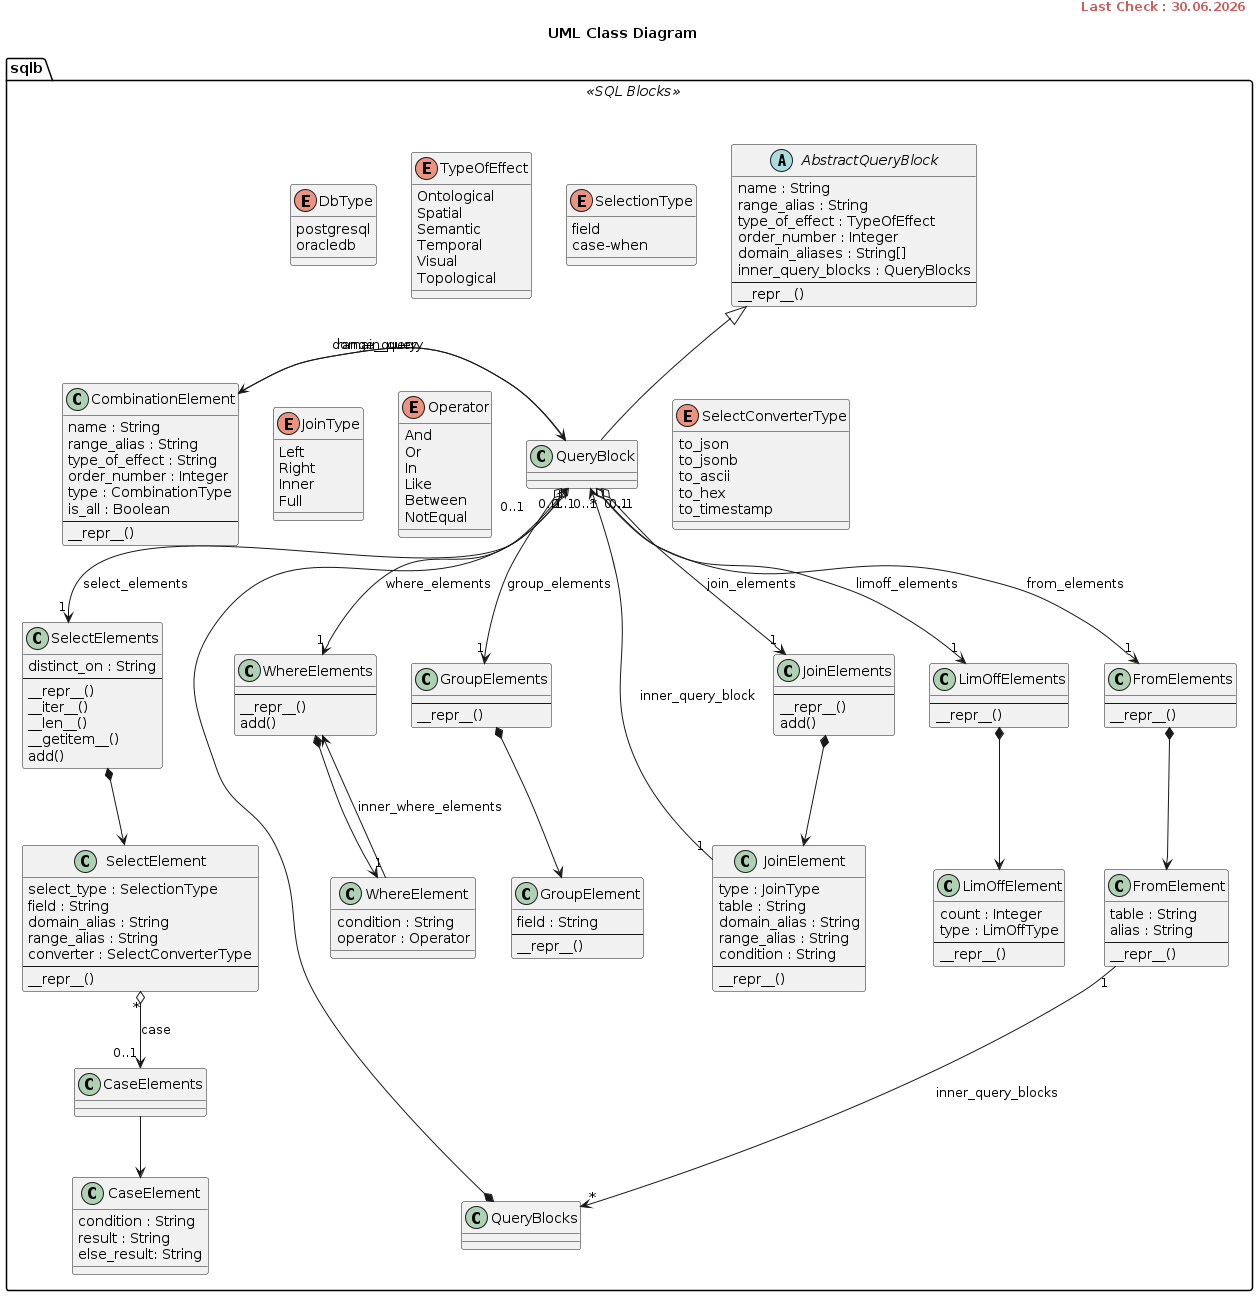 Last Check : 30.06.2026
UML Class Diagram
sqlb
«SQL Blocks»
E DbType
postgresql
oracledb
E TypeOfEffect
Ontological
Spatial
Semantic
Temporal
Visual
Topological
E SelectionType
field
case-when
A AbstractQueryBlock
name : String
range_alias : String
type_of_effect : TypeOfEffect
order_number : Integer
domain_aliases : String[]
inner_query_blocks : QueryBlocks
__repr__()
C CombinationElement
name : String
range_alias : String
type_of_effect : String
order_number : Integer
type : CombinationType
is_all : Boolean
__repr__()
E JoinType
Left
Right
Inner
Full
E Operator
And
Or
In
Like
Between
NotEqual
C QueryBlock
E SelectConverterType
to_json
to_jsonb
to_ascii
to_hex
to_timestamp
0..1
0..1
*
select_elements
where_elements
group_elements
join_elements
limoff_elements
from_elements
1
1
1
1
1
1
C SelectElements
distinct_on : String
__repr__()
__iter__()
__len__()
__getitem__()
add()
C WhereElements
__repr__()
add()
C GroupElements
__repr__()
inner_query_block
C JoinElements
__repr__()
add()
C LimOffElements
__repr__()
C FromElements
__repr__()
inner_where_elements
1
1
C SelectElement
select_type : SelectionType
field : String
domain_alias : String
range_alias : String
converter : SelectConverterType
__repr__()
C WhereElement
condition : String
operator : Operator
C GroupElement
field : String
__repr__()
C JoinElement
type : JoinType
table : String
domain_alias : String
range_alias : String
condition : String
__repr__()
C LimOffElement
count : Integer
type : LimOffType
__repr__()
C FromElement
table : String
alias : String
__repr__()
*
case
0..1
1
inner_query_blocks
*
C CaseElements
C CaseElement
condition : String
result : String
else_result: String
C QueryBlocks